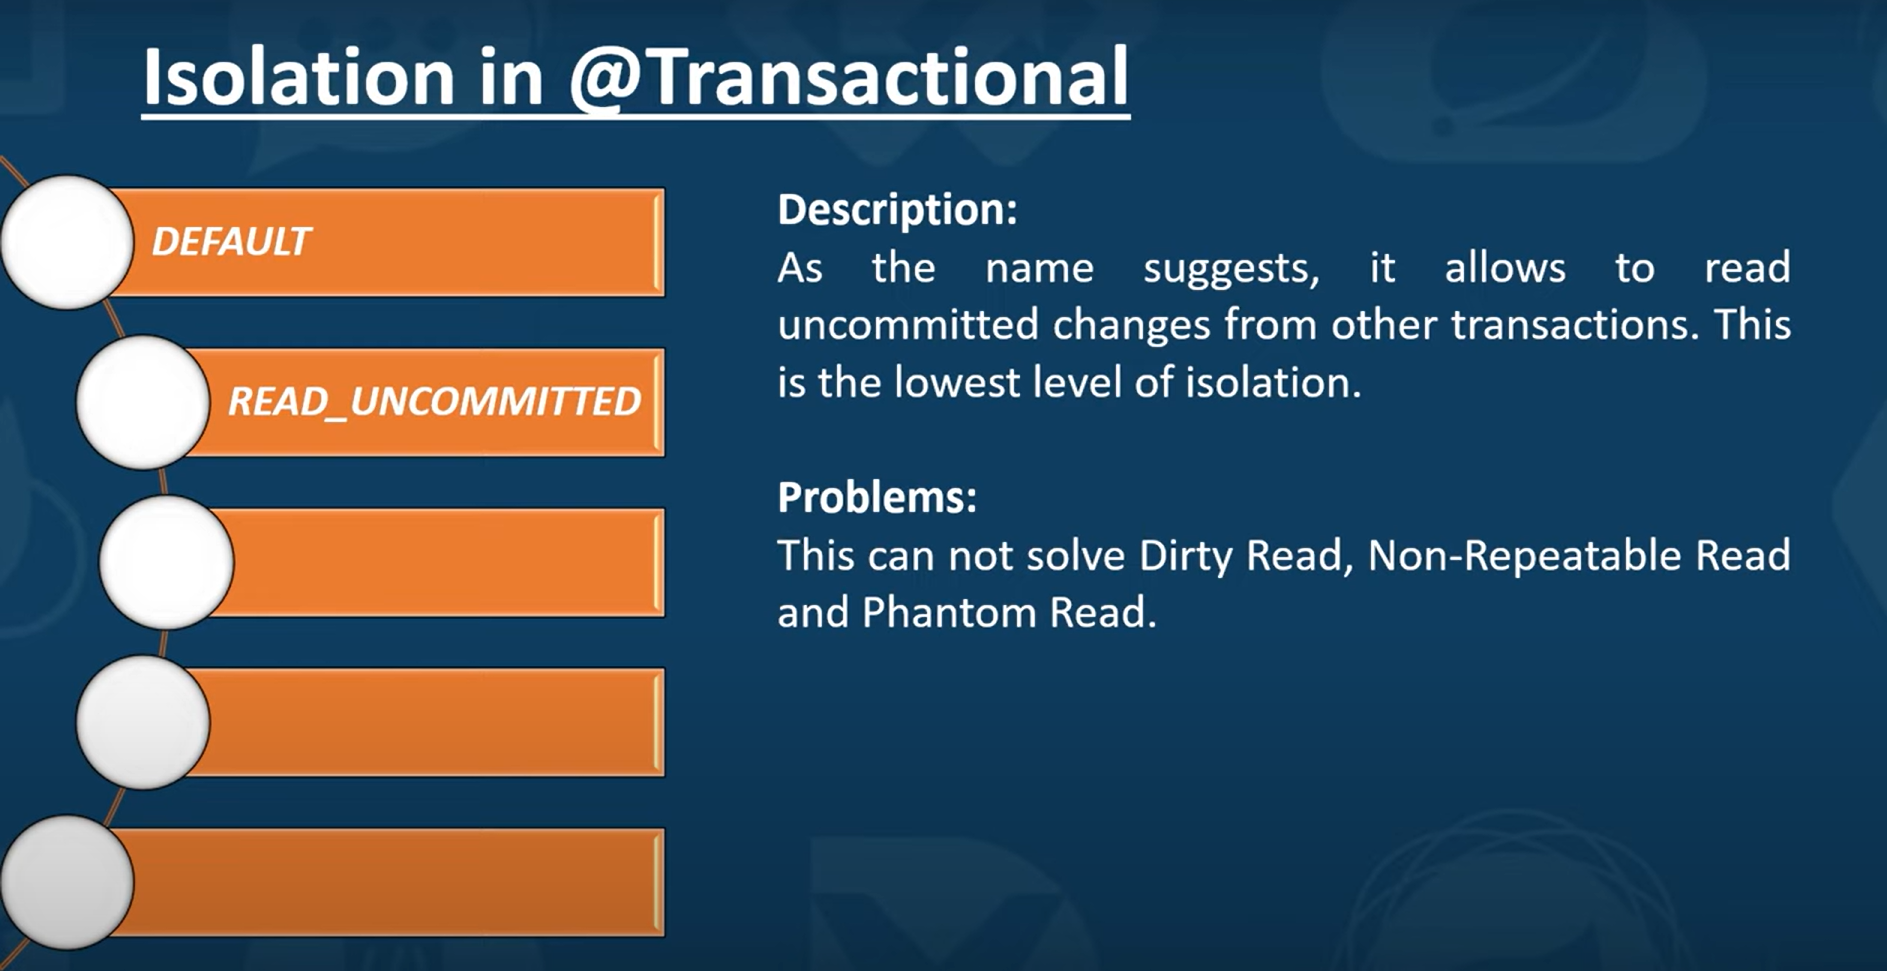 Isolation in @Transactional
DEFAULT
READ_UNCOMMITTED
Description:
As the name suggests, it allows to read
uncommitted changes from other transactions. This
is the lowest level of isolation.
Problems:
This can not solve Dirty Read, Non-Repeatable Read
and Phantom Read.